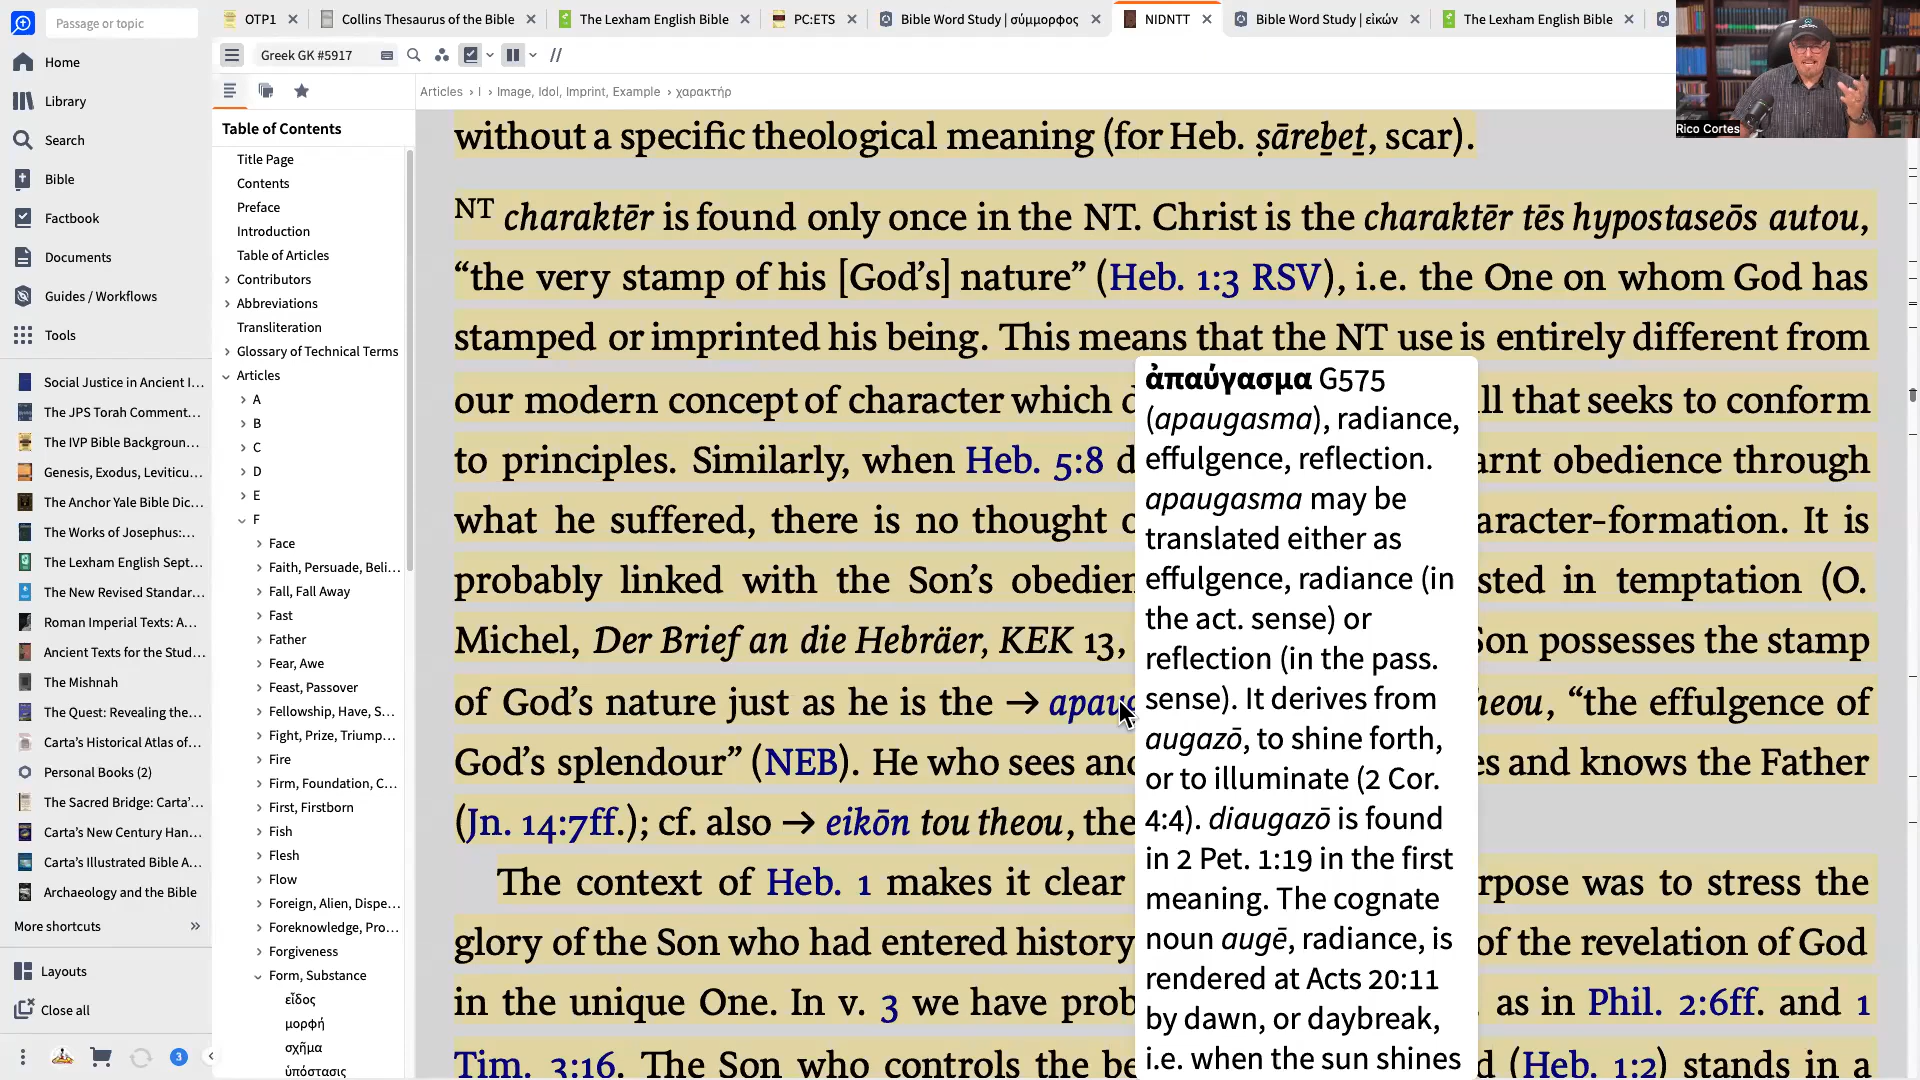 Passage or topic
OTP1
Collins Thesaurus of the Bible
The Lexham English Bible
PC:ETS
Bible Word Study | σύμμορφος
NIDNTT
Bible Word Study | εἰκών
The Lexham English Bible
Home
Library
Search
Bible
Factbook
Documents
Guides / Workflows
Tools
Social Justice in Ancient I...
The JPS Torah Comment...
The IVP Bible Backgroun...
Genesis, Exodus, Leviticu...
The Anchor Yale Bible Dic...
The Works of Josephus:...
The Lexham English Sept...
The New Revised Standar...
Roman Imperial Texts: A...
Ancient Texts for the Stud...
The Mishnah
The Quest: Revealing the...
Carta's Historical Atlas of...
Personal Books (2)
The Sacred Bridge: Carta'...
Carta's New Century Han...
Carta's Illustrated Bible A...
Archaeology and the Bible
More shortcuts
Layouts
Close all
3
Greek GK #5917
Articles › I › Image, Idol, Imprint, Example › χαρακτήρ
Table of Contents
Title Page
Contents
Preface
Introduction
Table of Articles
Contributors
Abbreviations
Transliteration
Glossary of Technical Terms
Articles
A
B
C
D
E
F
Face
Faith, Persuade, Beli...
Fall, Fall Away
Fast
Father
Fear, Awe
Feast, Passover
Fellowship, Have, S...
Fight, Prize, Triump...
Fire
Firm, Foundation, C...
First, Firstborn
Fish
Flesh
Flow
Foreign, Alien, Dispe...
Foreknowledge, Pro...
Forgiveness
Form, Substance
εἶδος
μορφή
σχῆμα
ὑπόστασις
without a specific theological meaning (for Heb. ṣāreḇeṯ, scar).
NT charaktēr is found only once in the NT. Christ is the charaktēr tēs hypostaseōs autou,
“the very stamp of his [God’s] nature” (Heb. 1:3 RSV), i.e. the One on whom God has
stamped or imprinted his being. This means that the NT use is entirely different from
our modern concept of character which d ll that seeks to conform
to principles. Similarly, when Heb. 5:8 d arnt obedience through
what he suffered, there is no thought o aracter-formation. It is
probably linked with the Son’s obedien sted in temptation (O.
Michel, Der Brief an die Hebräer, KEK 13, Son possesses the stamp
of God’s nature just as he is the → apaug heou, “the effulgence of
God’s splendour” (NEB). He who sees and es and knows the Father
(Jn. 14:7ff.); cf. also → eikōn tou theou, the
The context of Heb. 1 makes it clear rpose was to stress the
glory of the Son who had entered history of the revelation of God
in the unique One. In v. 3 we have prob as in Phil. 2:6ff. and 1
Tim. 3:16. The Son who controls the be d (Heb. 1:2) stands in a
ἀπαύγασμα G575
(apaugasma), radiance,
effulgence, reflection.
apaugasma may be
translated either as
effulgence, radiance (in
the act. sense) or
reflection (in the pass.
sense). It derives from
augazō, to shine forth,
or to illuminate (2 Cor.
4:4). diaugazō is found
in 2 Pet. 1:19 in the first
meaning. The cognate
noun augē, radiance, is
rendered at Acts 20:11
by dawn, or daybreak,
i.e. when the sun shines
Rico Cortes